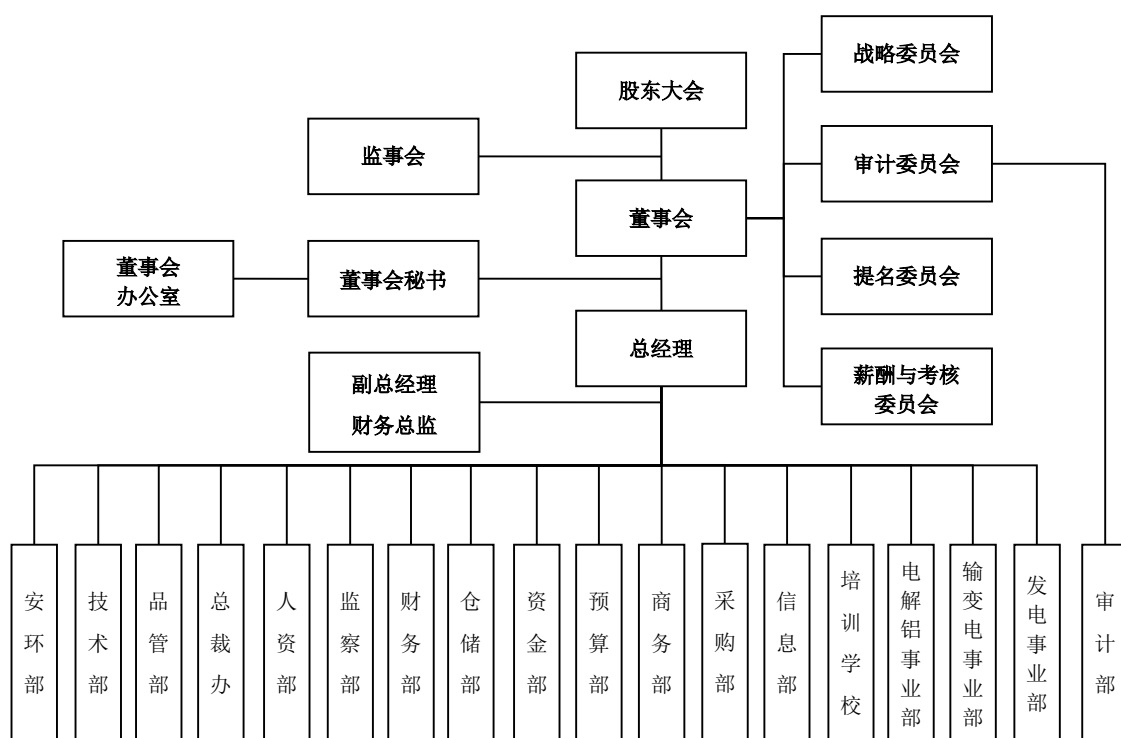 战略委员会
股东大会
监事会
审计委员会
董事会
董事会
办公室
董事会秘书
提名委员会
总经理
副总经理
财务总监
薪酬与考核
委员会
安环部
技术部
品管部
总裁办
人资部
监察部
财务部
仓储部
资金部
预算部
商务部
采购部
信息部
培训学校
电解铝事业部
输变电事业部
发电事业部
审计部